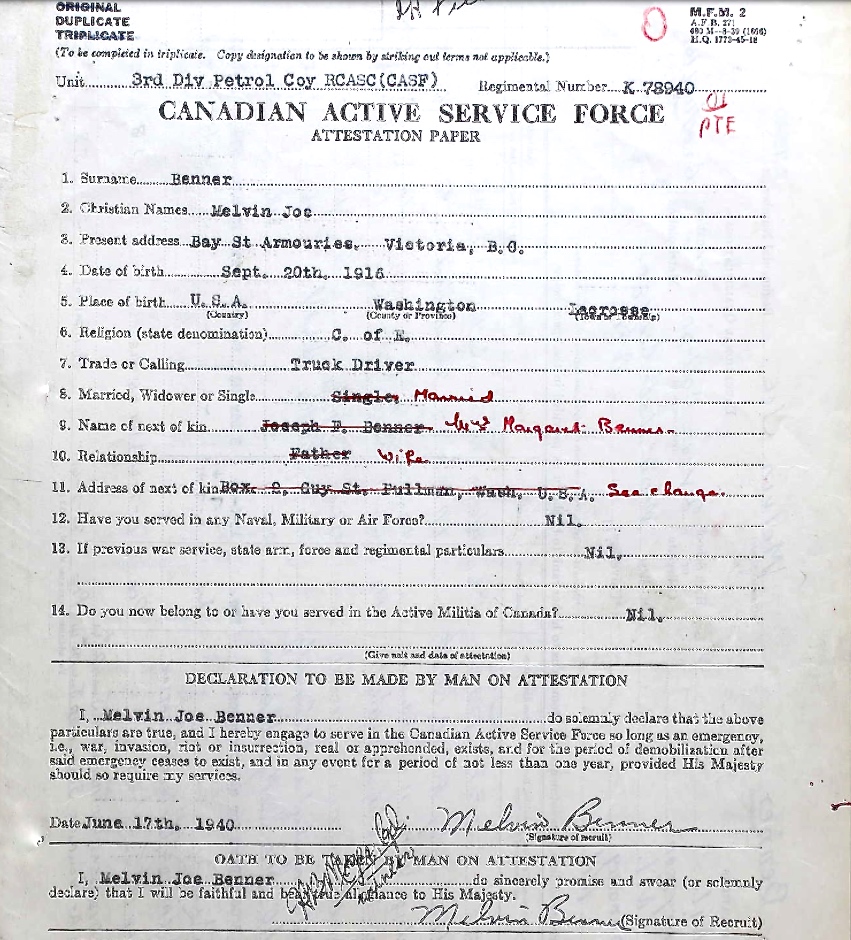 ORIGINAL
DUPLICATE
TRIPLICATE
M.F.M. 2
A.F.B. 271
(To be completed in triplicate. Copy designation to be shown by striking out terms not applicable.)
Unit 3rd Div Petrol Coy RCASC(CASF) Regimental Number K 78940
CANADIAN ACTIVE SERVICE FORCE
PTE
ATTESTATION PAPER
1. Surname Benner
2. Christian Names Melvin Joe
3. Present address Bay St Armouries, Victoria, B.C.
4. Date of birth Sept. 20th, 1916
5. Place of birth U.S.A. Washington Lacrosse
(Country) (County or Province)
6. Religion (state denomination) C. of E.
7. Trade or Calling Truck Driver
8. Married, Widower or Single Single Married
9. Name of next of kin Joseph F. Benner Mrs Margaret Benner
10. Relationship Father Wife
11. Address of next of kin Box 2, Guy St. Pullman, Wash. U.S.A. See change.
12. Have you served in any Naval, Military or Air Force? Nil.
13. If previous war service, state arm, force and regimental particulars Nil.
14. Do you now belong to or have you served in the Active Militia of Canada? Nil.
(Give unit and date of attestation)
DECLARATION TO BE MADE BY MAN ON ATTESTATION
I, Melvin Joe Benner do solemnly declare that the above
particulars are true, and I hereby engage to serve in the Canadian Active Service Force so long as an emergency,
i.e., war, invasion, riot or insurrection, real or apprehended, exists, and for the period of demobilization after
said emergency ceases to exist, and in any event for a period of not less than one year, provided His Majesty
should so require my services.
Date June 17th, 1940 Melvin Benner
(Signature of recruit)
OATH TO BE TAKEN BY MAN ON ATTESTATION
I, Melvin Joe Benner do sincerely promise and swear (or solemnly
declare) that I will be faithful and bear true allegiance to His Majesty.
Melvin Benner (Signature of Recruit)